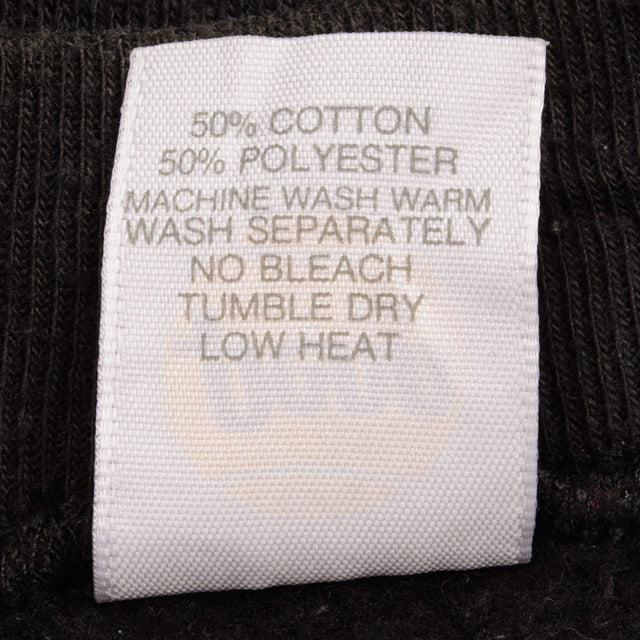 50% COTTON
50% POLYESTER
MACHINE WASH WARM
WASH SEPARATELY
NO BLEACH
TUMBLE DRY
LOW HEAT